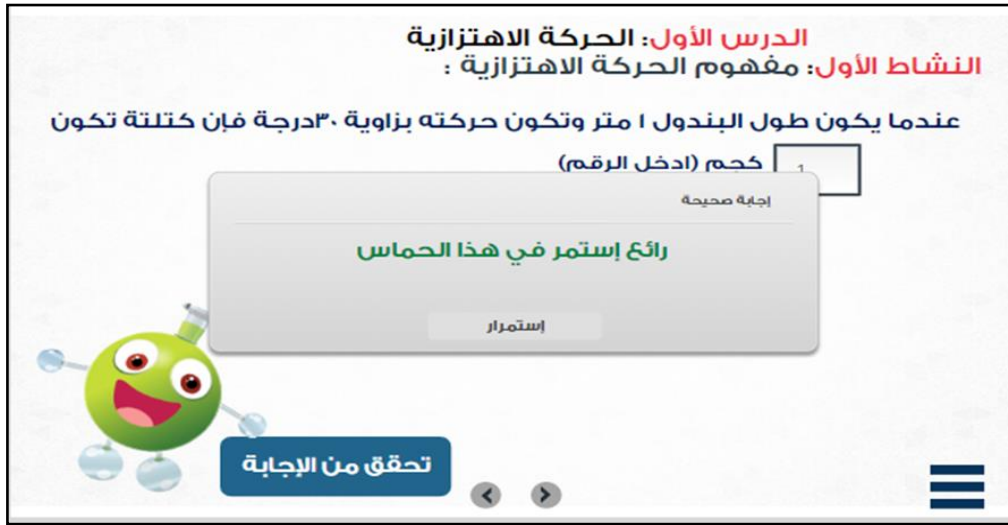 الدرس الأول: الحركة الاهتزازية
النشاط الأول: مفهوم الحركة الاهتزازية :
عندما يكون طول البندول ١ متر وتكون حركته بزاوية ٣٠درجة فإن كتلتة تكون
1 كجم (ادخل الرقم)
إجابة صحيحة
رائع إستمر في هذا الحماس
إستمرار
تحقق من الإجابة